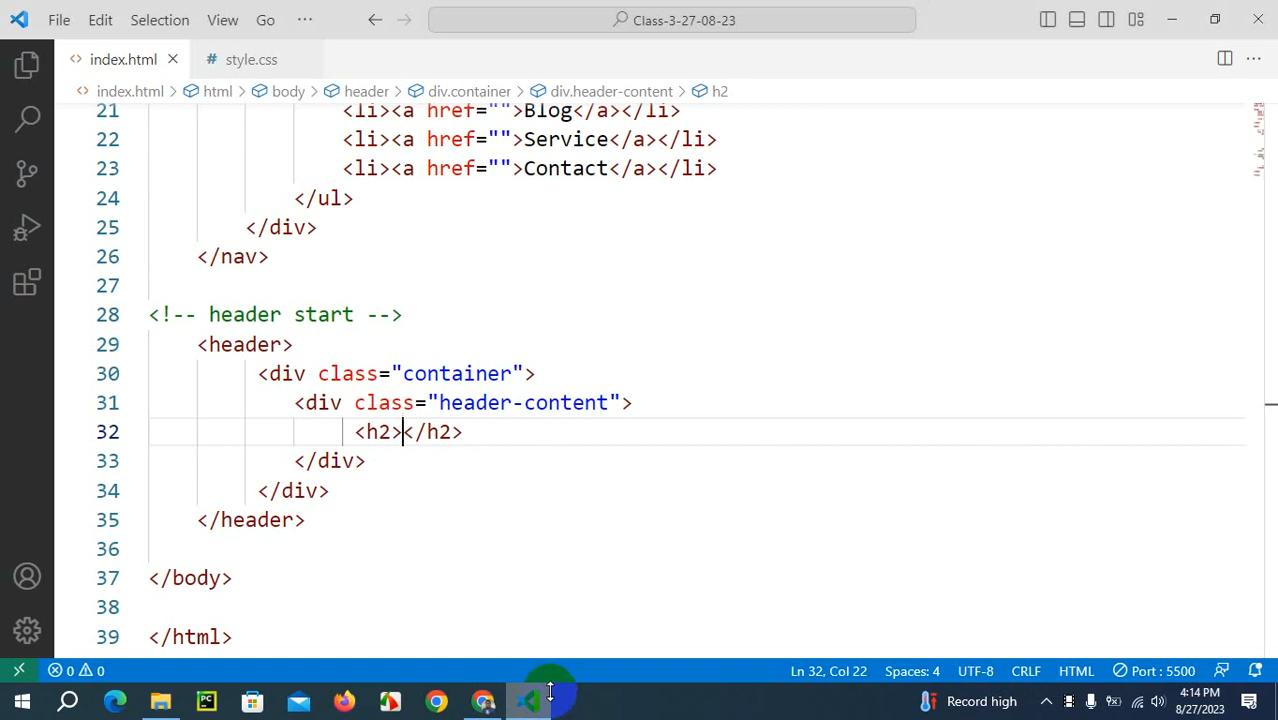 File Edit Selection View Go ··· Class-3-27-08-23
index.html style.css
index.html > html > body > header > div.container > div.header-content > h2
21 <li><a href="">Blog</a></li>
22 <li><a href="">Service</a></li>
23 <li><a href="">Contact</a></li>
24 </ul>
25 </div>
26 </nav>
27
28 <!-- header start -->
29 <header>
30 <div class="container">
31 <div class="header-content">
32 <h2></h2>
33 </div>
34 </div>
35 </header>
36
37 </body>
38
39 </html>
0 0 Ln 32, Col 22 Spaces: 4 UTF-8 CRLF HTML Port : 5500
PC Record high 4:14 PM
8/27/2023